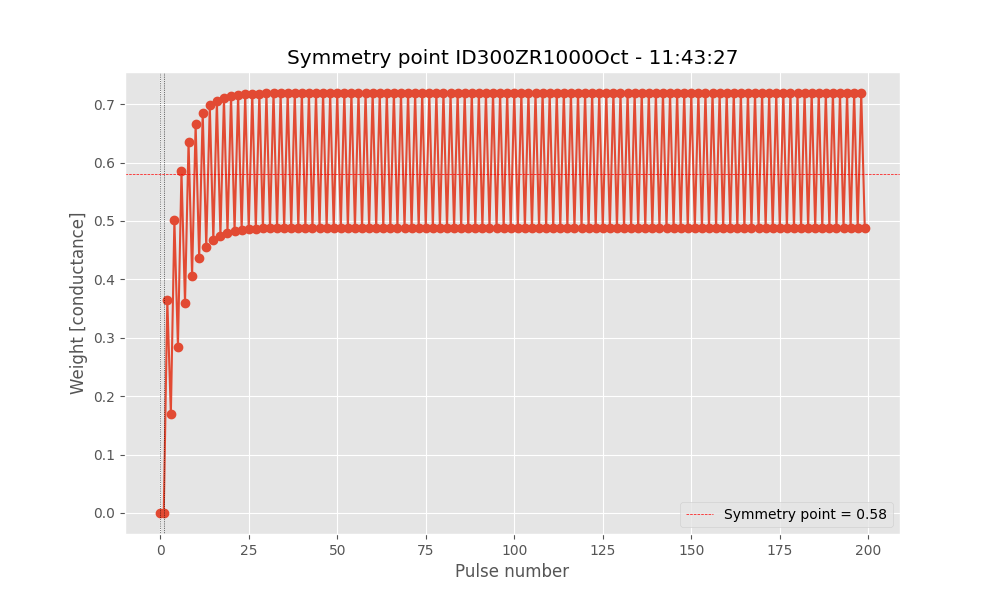 Symmetry point ID300ZR1000Oct - 11:43:27
Weight [conductance]
0.7
0.6
0.5
0.4
0.3
0.2
0.1
0.0
Symmetry point = 0.58
0 25 50 75 100 125 150 175 200
Pulse number